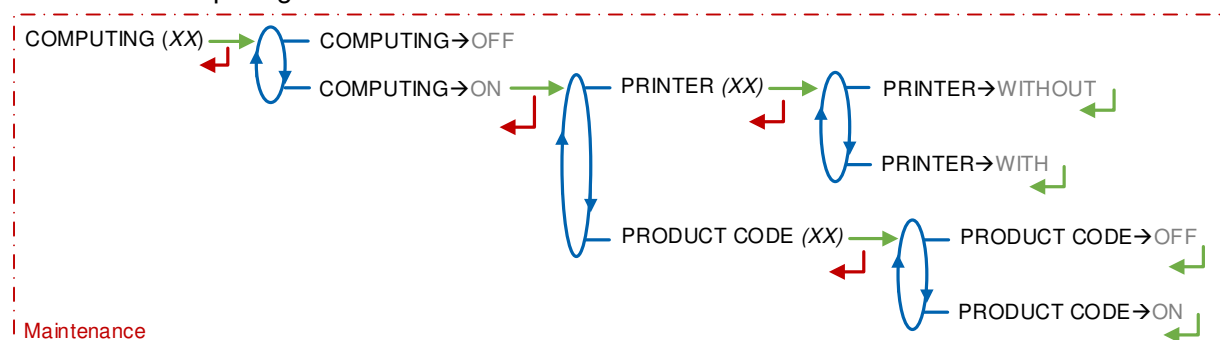 COMPUTING (XX)
COMPUTING→OFF
COMPUTING→ON
PRINTER (XX)
PRINTER→WITHOUT
PRINTER→WITH
PRODUCT CODE (XX)
PRODUCT CODE→OFF
PRODUCT CODE→ON
Maintenance